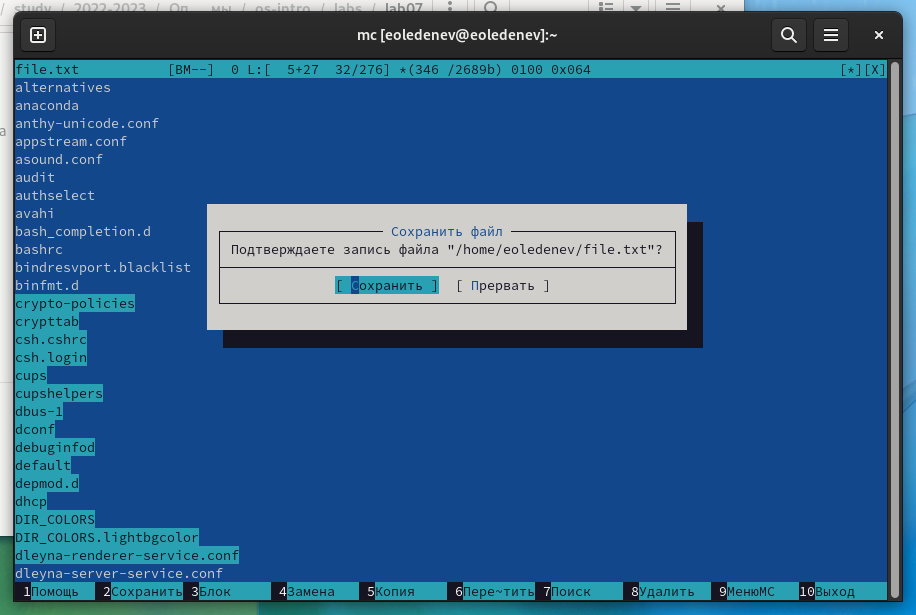 study / 2022-2023 / Оп мы / os-intro / labs / lab07
mc [eoledenev@eoledenev]:~
file.txt [BM--] 0 L:[ 5+27 32/276] *(346 /2689b) 0100 0x064 [*][X]
alternatives
anaconda
anthy-unicode.conf
appstream.conf
asound.conf
audit
authselect
avahi
bash_completion.d
bashrc
bindresvport.blacklist
binfmt.d
crypto-policies
crypttab
csh.cshrc
csh.login
cups
cupshelpers
dbus-1
dconf
debuginfod
default
depmod.d
dhcp
DIR_COLORS
DIR_COLORS.lightbgcolor
dleyna-renderer-service.conf
dleyna-server-service.conf
Сохранить файл
Подтверждаете запись файла "/home/eoledenev/file.txt"?
[ Сохранить ] [ Прервать ]
1Помощь 2Сохранить 3Блок 4Замена 5Копия 6Пере~тить 7Поиск 8Удалить 9МенюМС 10Выход